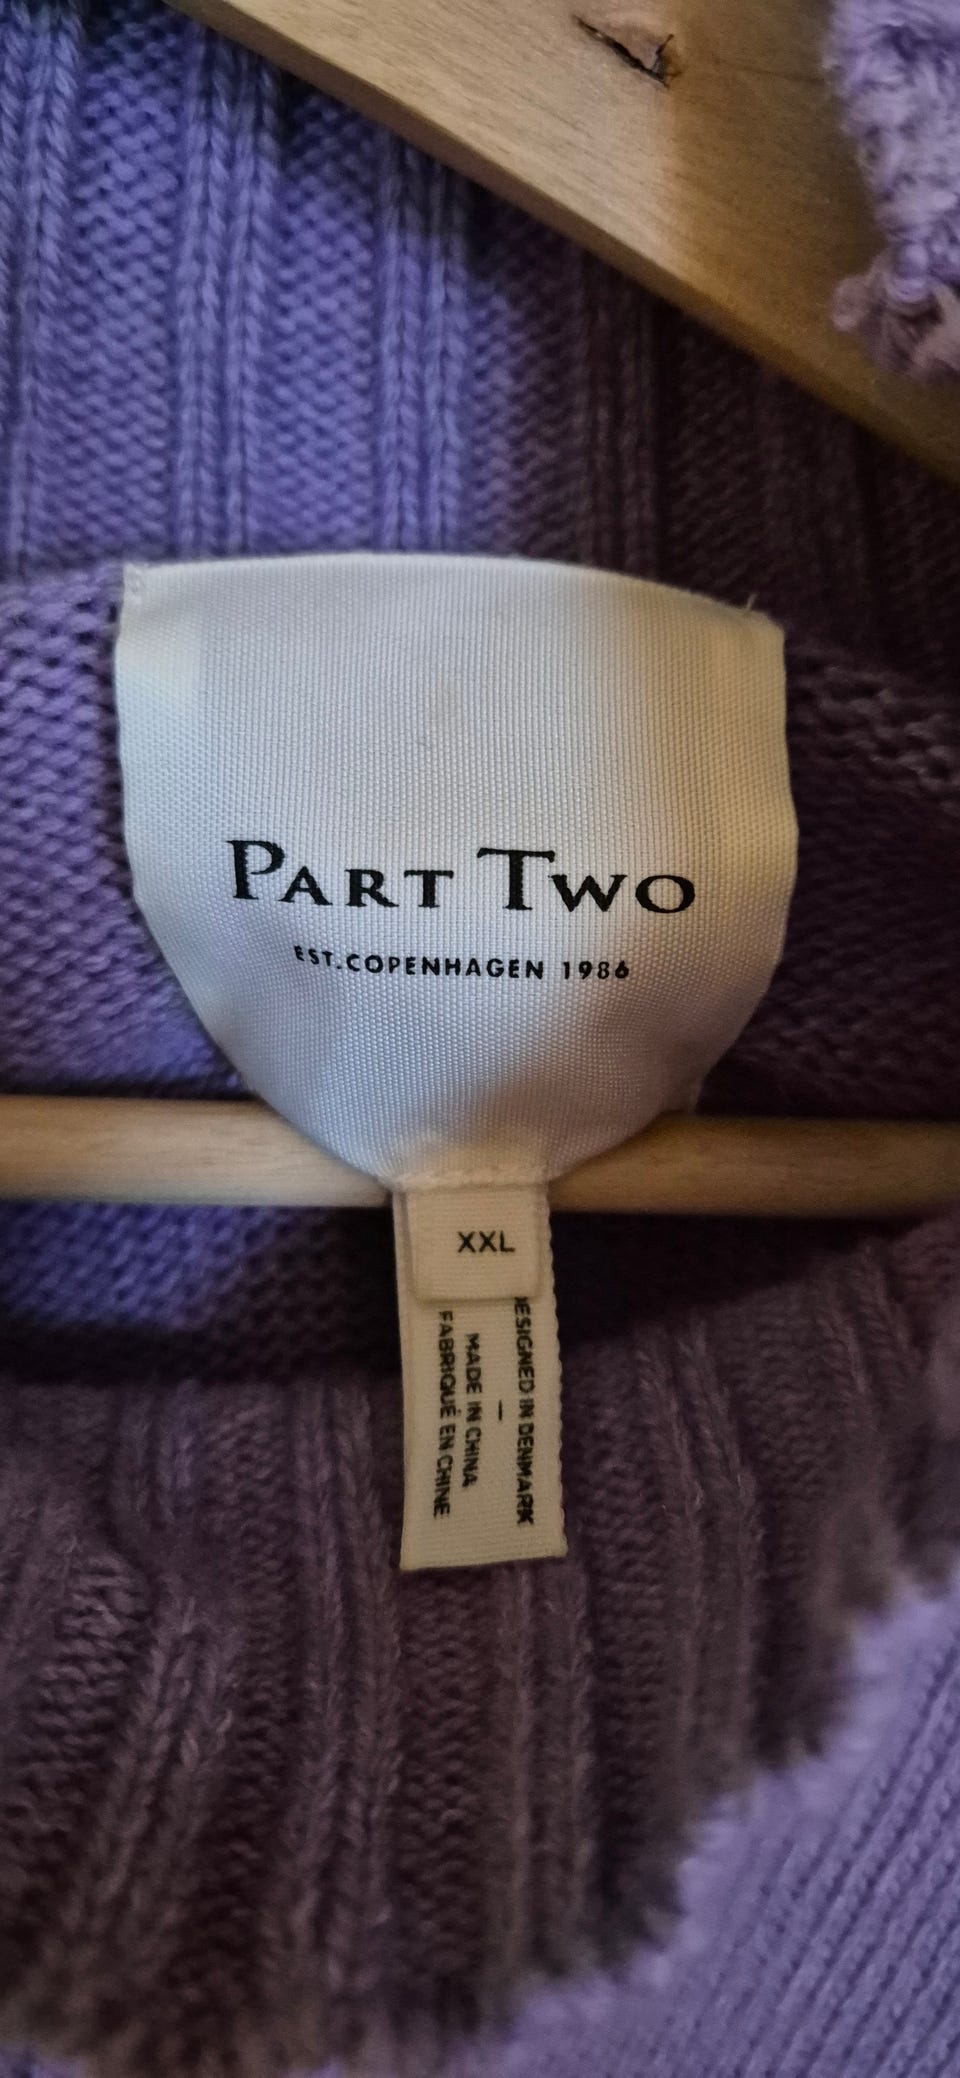 PART TWO
EST.COPENHAGEN 1986
XXL
DESIGNED IN DENMARK
–
MADE IN CHINA
FABRIQUÉ EN CHINE